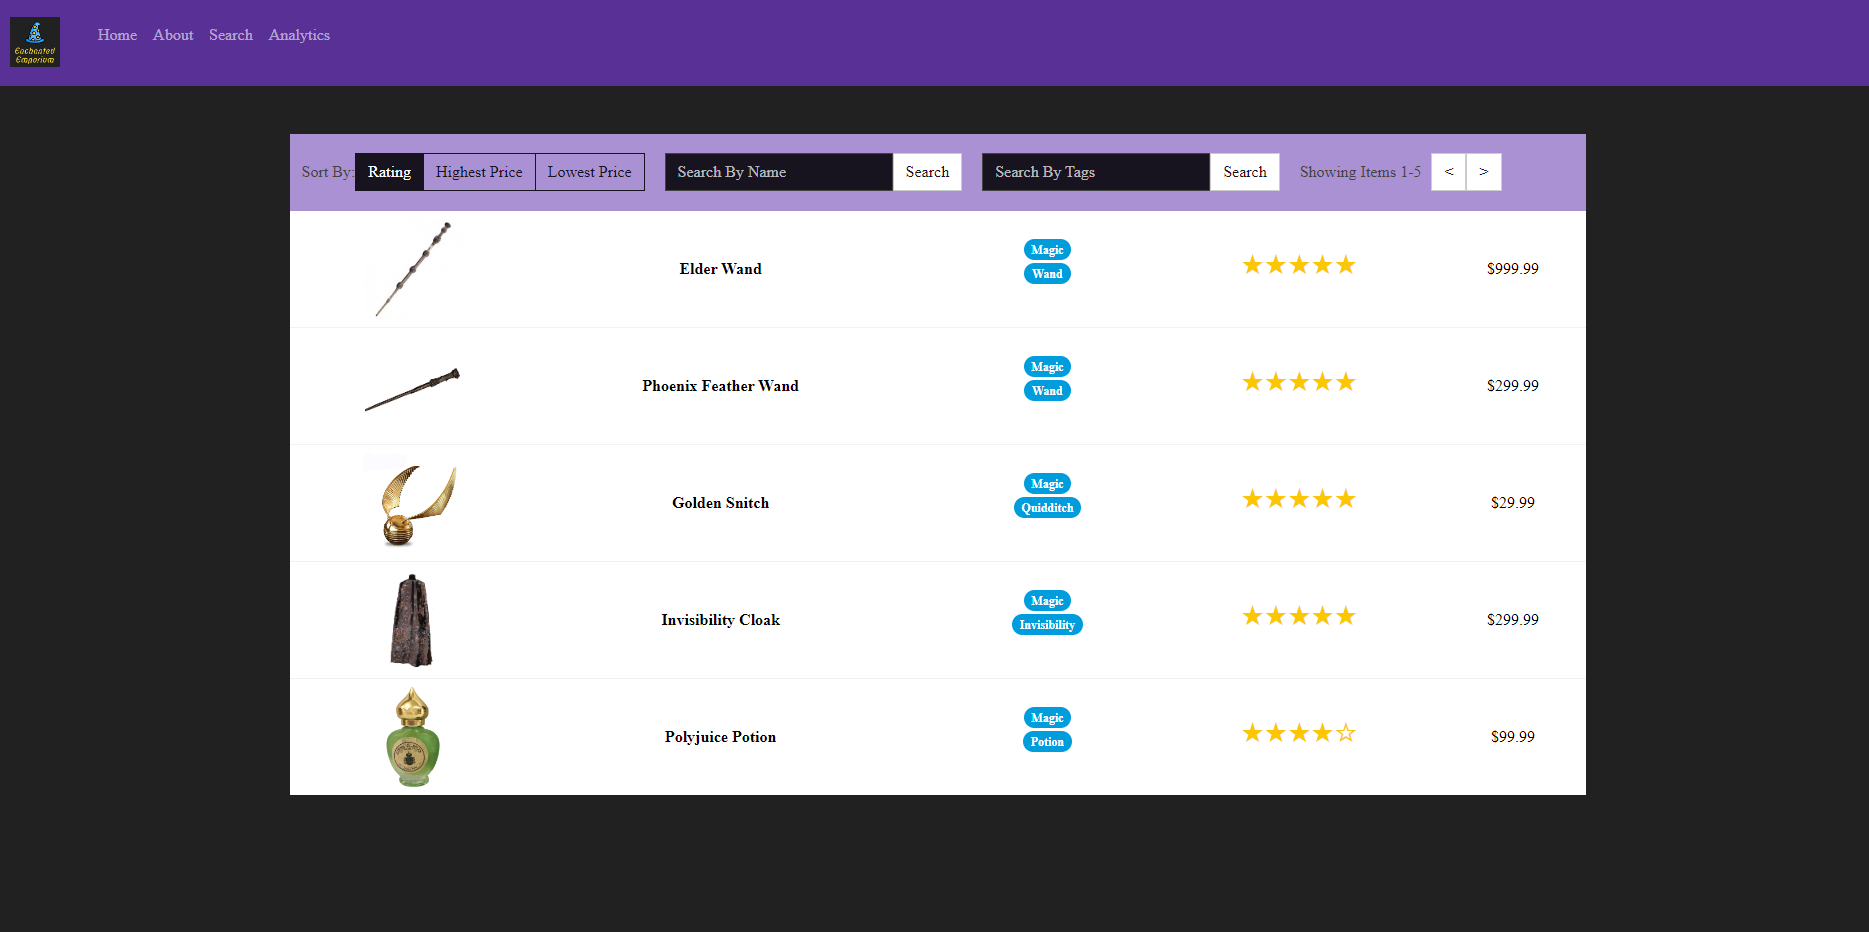 Enchanted
Emporium
Home About Search Analytics
Sort By: Rating Highest Price Lowest Price Search By Name Search Search By Tags Search Showing Items 1-5 < >
Elder Wand
Magic
Wand
★★★★★
$999.99
Phoenix Feather Wand
Magic
Wand
★★★★★
$299.99
Golden Snitch
Magic
Quidditch
★★★★★
$29.99
Invisibility Cloak
Magic
Invisibility
★★★★★
$299.99
Polyjuice Potion
Magic
Potion
★★★★☆
$99.99